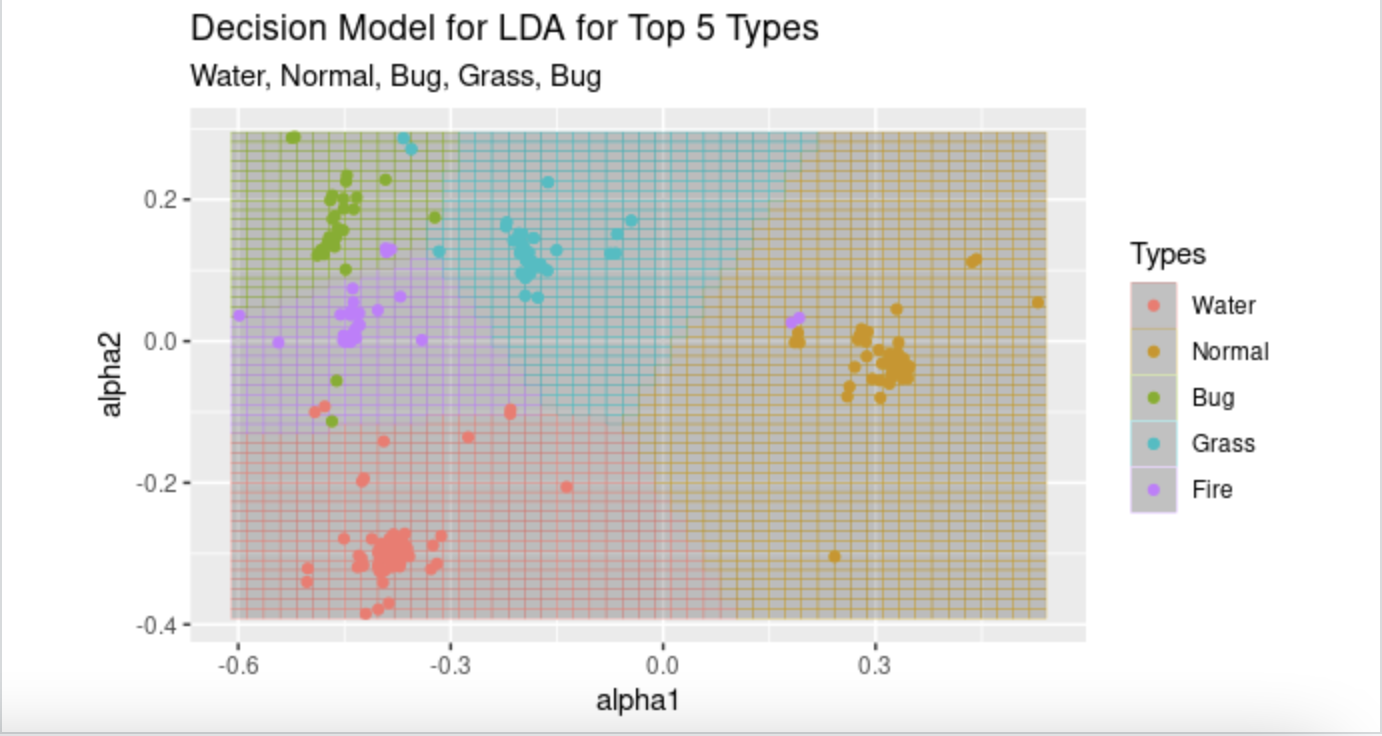 Decision Model for LDA for Top 5 Types
Water, Normal, Bug, Grass, Bug
0.2
0.0
-0.2
-0.4
alpha2
-0.6 -0.3 0.0 0.3
alpha1
Types
Water
Normal
Bug
Grass
Fire